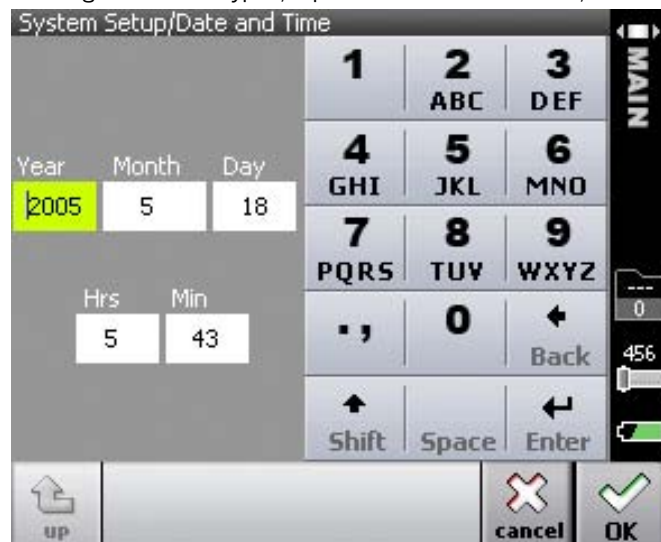 System Setup/Date and Time
MAIN
1 2 3
ABC DEF
4 5 6
GHI JKL MNO
7 8 9
PQRS TUV WXYZ
., 0
Back
Shift Space Enter
Year Month Day
2005 5 18
Hrs Min
5 43
---
0
456
up
cancel OK